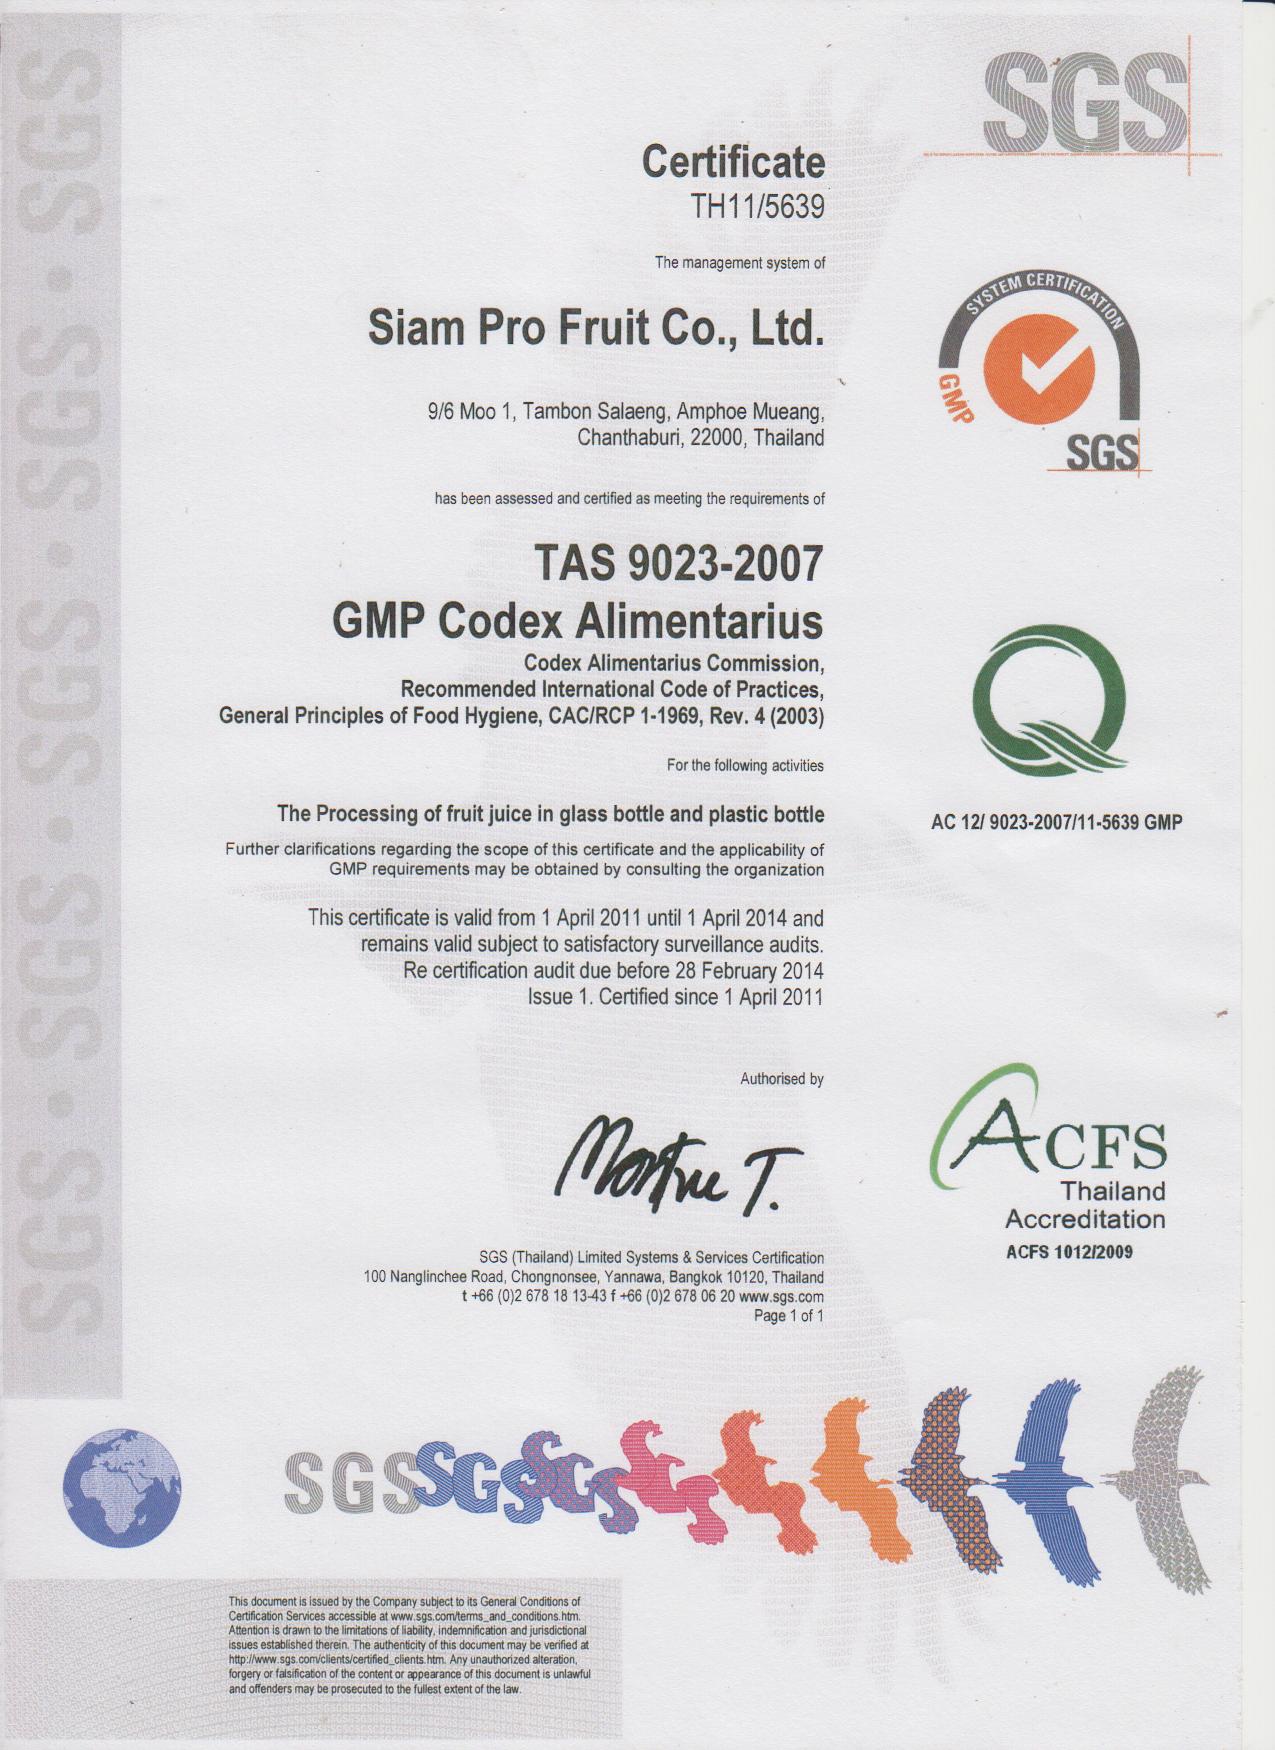 SGS
Certificate
TH11/5639
The management system of
Siam Pro Fruit Co., Ltd.
9/6 Moo 1, Tambon Salaeng, Amphoe Mueang,
Chanthaburi, 22000, Thailand
has been assessed and certified as meeting the requirements of
TAS 9023-2007
GMP Codex Alimentarius
Codex Alimentarius Commission,
Recommended International Code of Practices,
General Principles of Food Hygiene, CAC/RCP 1-1969, Rev. 4 (2003)
For the following activities
The Processing of fruit juice in glass bottle and plastic bottle
Further clarifications regarding the scope of this certificate and the applicability of
GMP requirements may be obtained by consulting the organization
This certificate is valid from 1 April 2011 until 1 April 2014 and
remains valid subject to satisfactory surveillance audits.
Re certification audit due before 28 February 2014
Issue 1. Certified since 1 April 2011
Authorised by
SGS (Thailand) Limited Systems & Services Certification
100 Nanglinchee Road, Chongnonsee, Yannawa, Bangkok 10120, Thailand
t +66 (0)2 678 18 13-43 f +66 (0)2 678 06 20 www.sgs.com
Page 1 of 1
SYSTEM CERTIFICATION
GMP
SGS
AC 12/ 9023-2007/11-5639 GMP
ACFS
Thailand
Accreditation
ACFS 1012/2009
SGS · SGS · SGS · SGS · SGS · SGS
SGS SGS SGS
This document is issued by the Company subject to its General Conditions of
Certification Services accessible at www.sgs.com/terms_and_conditions.htm.
Attention is drawn to the limitations of liability, indemnification and jurisdictional
issues established therein. The authenticity of this document may be verified at
http://www.sgs.com/clients/certified_clients.htm. Any unauthorized alteration,
forgery or falsification of the content or appearance of this document is unlawful
and offenders may be prosecuted to the fullest extent of the law.